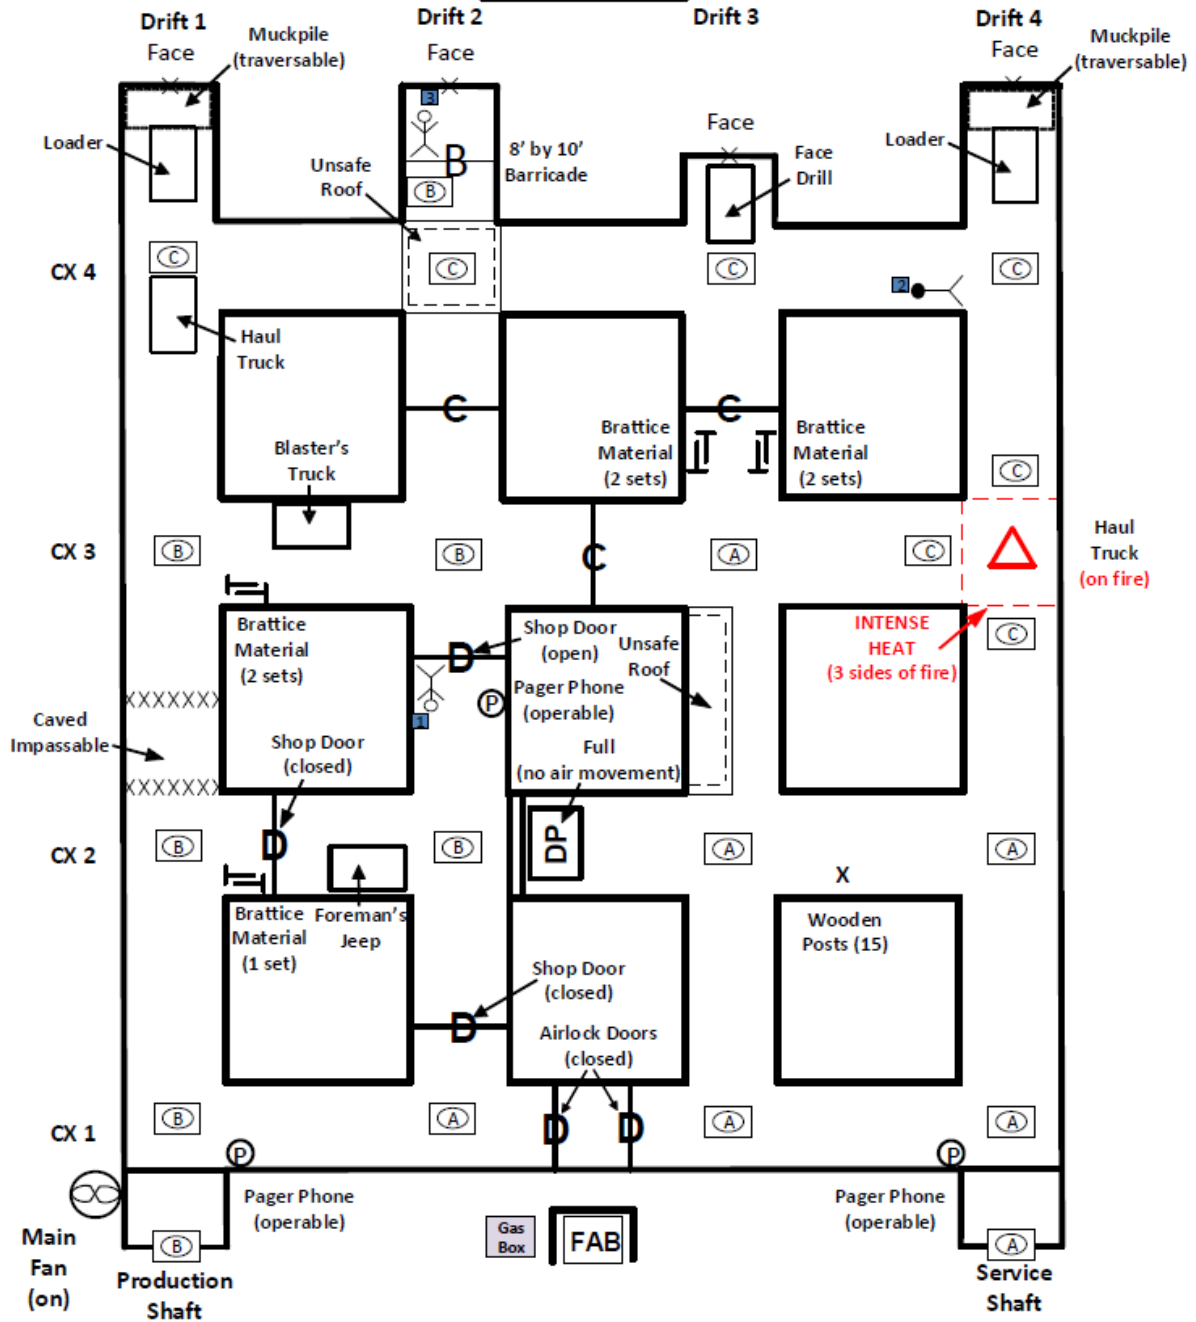 Drift 1
Drift 2
Drift 3
Drift 4
Face
Muckpile
(traversable)
Face
Face
Muckpile
(traversable)
3
Face
Loader
Unsafe
Roof
B
8' by 10'
Barricade
Face
Drill
Loader
B
CX 4
C
C
C
C
2
Haul
Truck
C
C
Blaster's
Truck
Brattice
Material
(2 sets)
Brattice
Material
(2 sets)
C
CX 3
B
B
C
A
C
Haul
Truck
(on fire)
Brattice
Material
(2 sets)
D
Shop Door
(open)
Unsafe
Roof
INTENSE
HEAT
(3 sides of fire)
C
XXXXXXX
Caved
Impassable
1
P
Pager Phone
(operable)
Shop Door
(closed)
Full
(no air movement)
XXXXXXX
CX 2
B
D
B
DP
A
A
X
Brattice
Material
(1 set)
Foreman's
Jeep
Wooden
Posts (15)
Shop Door
(closed)
D
Airlock Doors
(closed)
CX 1
B
A
D
D
A
A
P
P
Pager Phone
(operable)
Pager Phone
(operable)
Main
Fan
(on)
B
Gas
Box
FAB
A
Production
Shaft
Service
Shaft